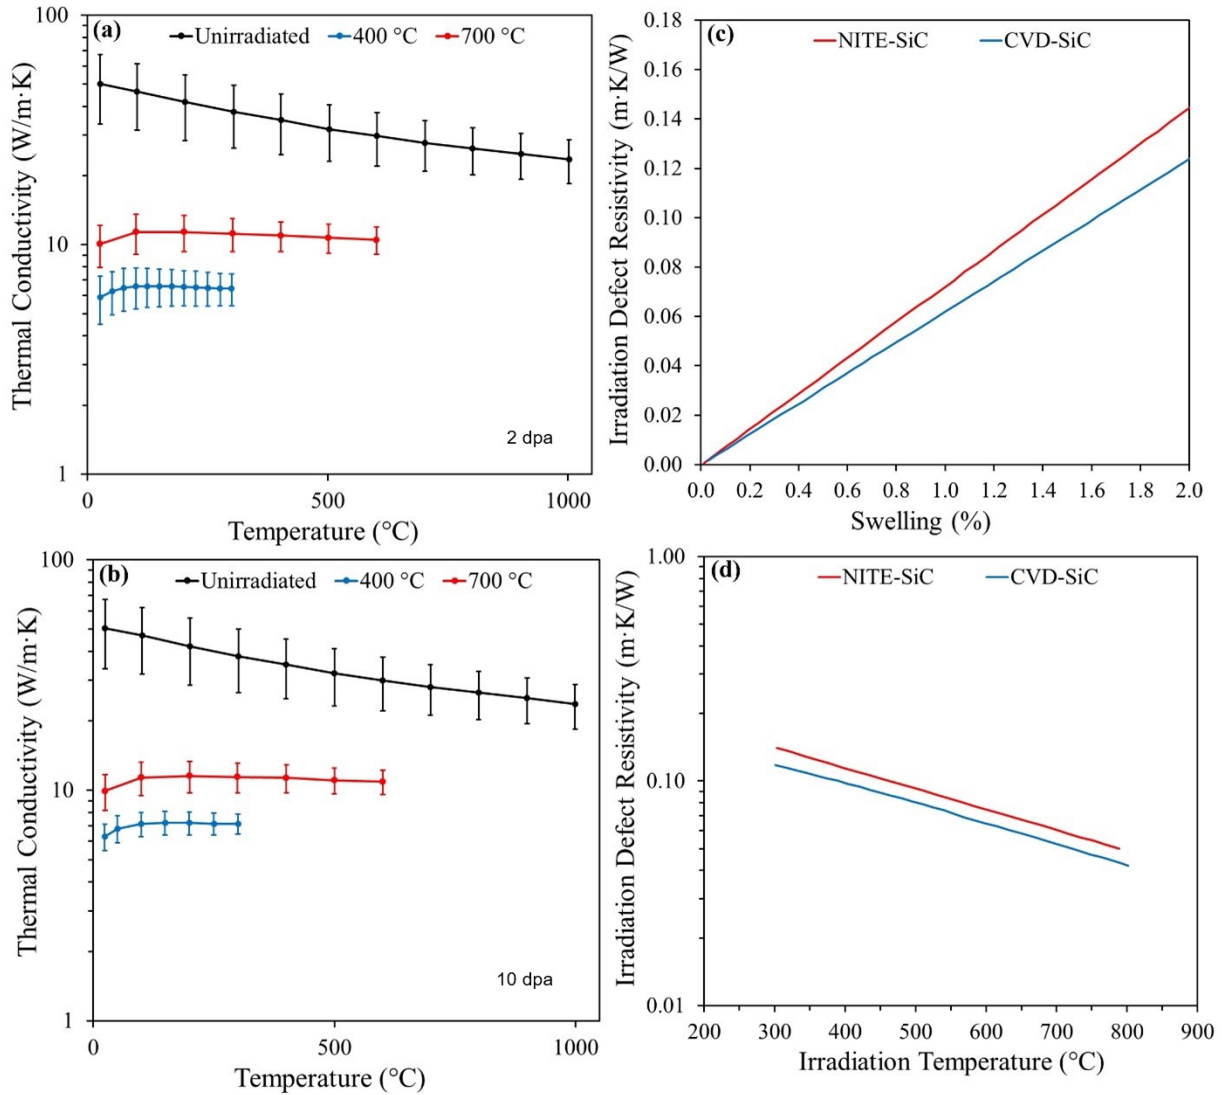 (a)
Unirradiated 400 °C 700 °C
Thermal Conductivity (W/m·K)
100
10
1
2 dpa
0 500 1000
Temperature (°C)
(c)
NITE-SiC CVD-SiC
Irradiation Defect Resistivity (m·K/W)
0.18
0.16
0.14
0.12
0.10
0.08
0.06
0.04
0.02
0.00
0.0 0.2 0.4 0.6 0.8 1.0 1.2 1.4 1.6 1.8 2.0
Swelling (%)
(b)
Unirradiated 400 °C 700 °C
Thermal Conductivity (W/m·K)
100
10
1
10 dpa
0 500 1000
Temperature (°C)
(d)
NITE-SiC CVD-SiC
Irradiation Defect Resistivity (m·K/W)
1.00
0.10
0.01
200 300 400 500 600 700 800 900
Irradiation Temperature (°C)